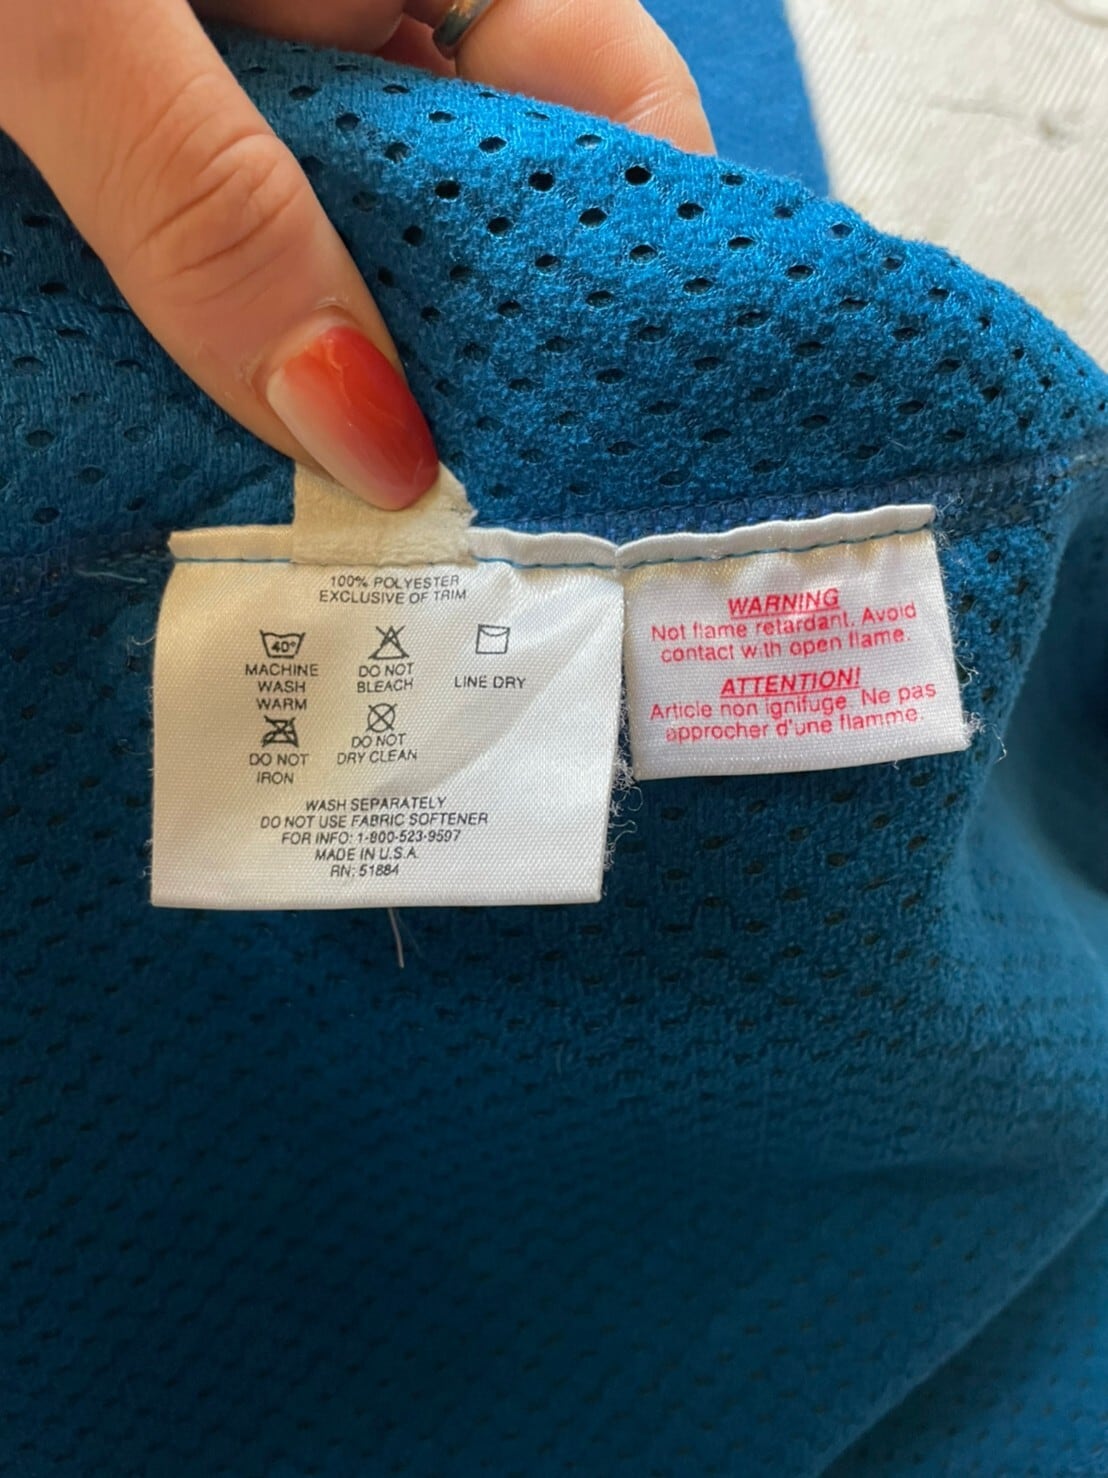 100% POLYESTER
EXCLUSIVE OF TRIM
40°
MACHINE
WASH
WARM
DO NOT
BLEACH
LINE DRY
DO NOT
IRON
DO NOT
DRY CLEAN
WASH SEPARATELY
DO NOT USE FABRIC SOFTENER
FOR INFO: 1-800-523-9597
MADE IN U.S.A.
RN: 51884
WARNING
Not flame retardant. Avoid
contact with open flame.
ATTENTION!
Article non ignifuge. Ne pas
approcher d'une flamme.